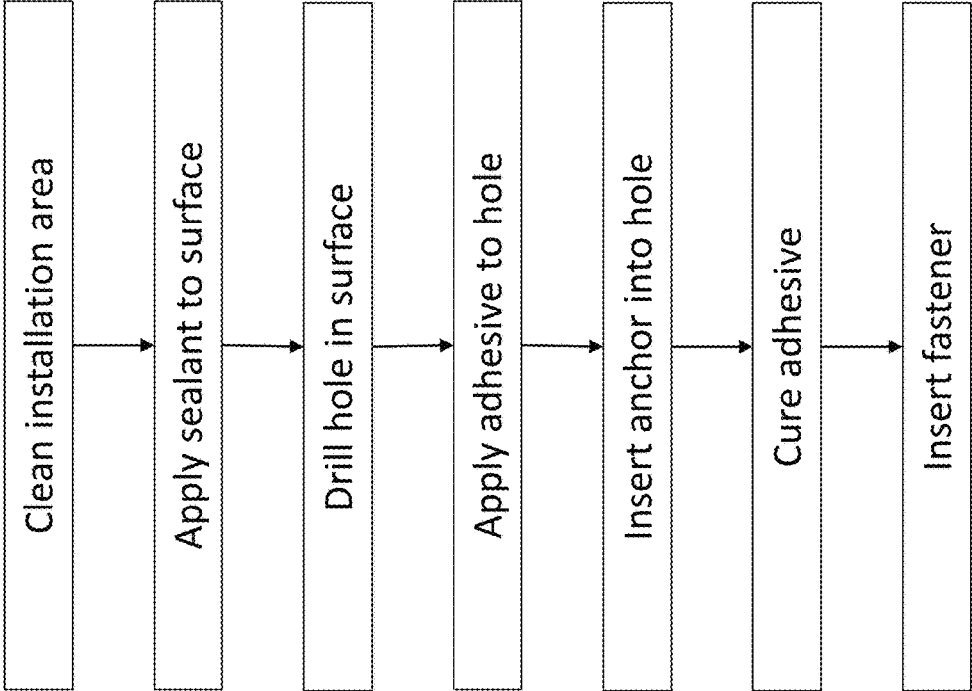 Clean installation area
Apply sealant to surface
Drill hole in surface
Apply adhesive to hole
Insert anchor into hole
Cure adhesive
Insert fastener